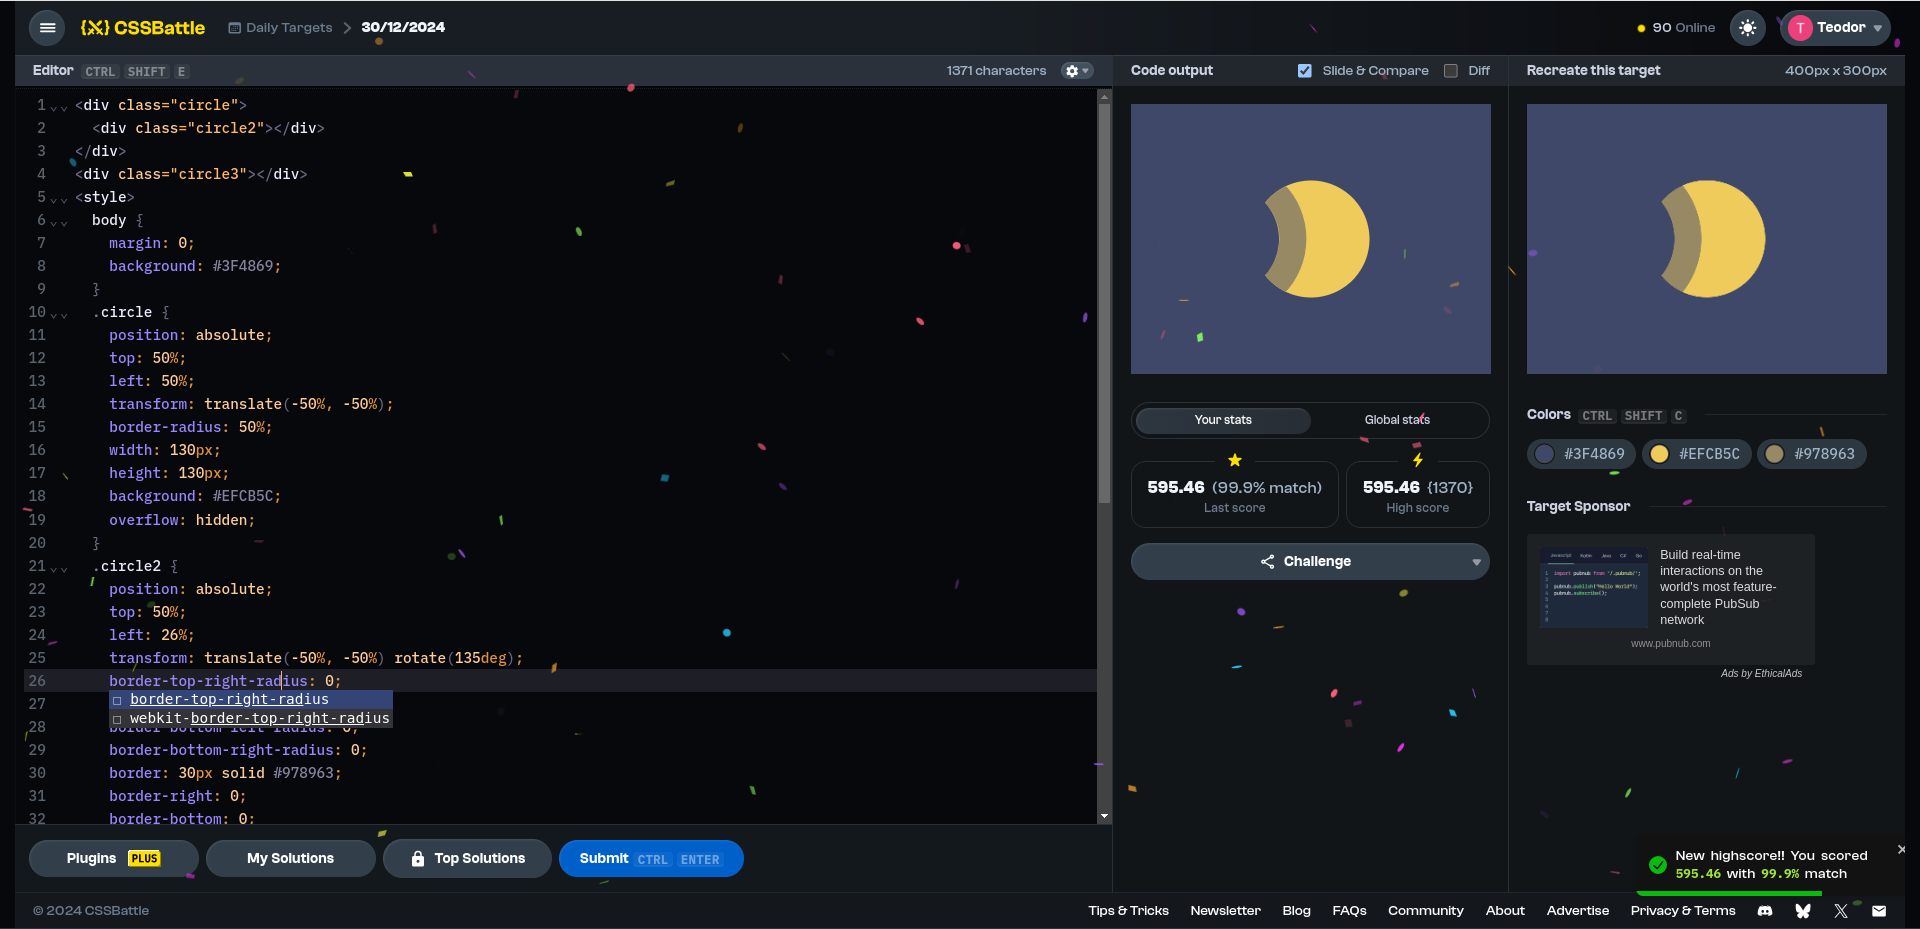 CSSBattle
Daily Targets
30/12/2024
90 Online
T
Teodor
Editor CTRL SHIFT E
1371 characters
Code output
Slide & Compare
Diff
Recreate this target
400px x 300px
1 <div class="circle">
2 <div class="circle2"></div>
3 </div>
4 <div class="circle3"></div>
5 <style>
6 body {
7 margin: 0;
8 background: #3F4869;
9 }
10 .circle {
11 position: absolute;
12 top: 50%;
13 left: 50%;
14 transform: translate(-50%, -50%);
15 border-radius: 50%;
16 width: 130px;
17 height: 130px;
18 background: #EFCB5C;
19 overflow: hidden;
20 }
21 .circle2 {
22 position: absolute;
23 top: 50%;
24 left: 26%;
25 transform: translate(-50%, -50%) rotate(135deg);
26 border-top-right-radius: 0;
27 border-top-right-radius
webkit-border-top-right-radius
28 border-bottom-left-radius: 0;
29 border-bottom-right-radius: 0;
30 border: 30px solid #978963;
31 border-right: 0;
32 border-bottom: 0;
Your stats
Global stats
595.46 (99.9% match)
Last score
595.46 {1370}
High score
Challenge
Colors CTRL SHIFT C
#3F4869
#EFCB5C
#978963
Target Sponsor
Build real-time
interactions on the
world's most feature-
complete PubSub
network
www.pubnub.com
Ads by EthicalAds
Plugins PLUS
My Solutions
Top Solutions
Submit CTRL ENTER
New highscore!! You scored
595.46 with 99.9% match
© 2024 CSSBattle
Tips & Tricks
Newsletter
Blog
FAQs
Community
About
Advertise
Privacy & Terms